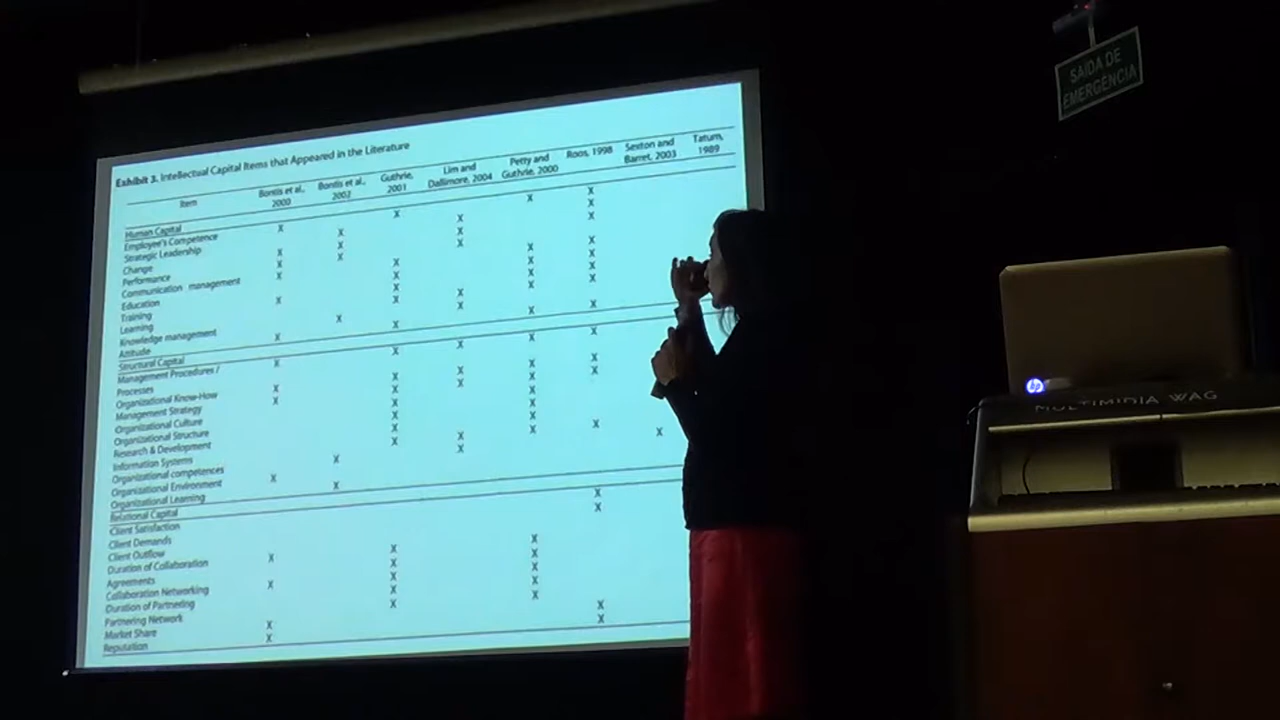 SAÍDA DE
EMERGÊNCIA
Exhibit 3. Intellectual Capital Items that Appeared in the Literature
Item Bontis et al., 2000 Bontis et al., 2002 Guthrie, 2001 Lim and Dallimore, 2004 Petty and Guthrie, 2000 Roos, 1998 Sexton and Barret, 2003 Tatum, 1989
Human Capital
Employee's Competence
Strategic Leadership
Change
Performance
Communication management
Education
Training
Learning
Knowledge management
Attitude
Structural Capital
Management Procedures /
Processes
Organizational Know-How
Management Strategy
Organizational Culture
Organizational Structure
Research & Development
Information Systems
Organizational competences
Organizational Environment
Organizational Learning
Relational Capital
Client Satisfaction
Client Demands
Client Outflow
Duration of Collaboration
Agreements
Collaboration Networking
Duration of Partnering
Partnering Network
Market Share
Reputation
hp
MULTIMIDIA WAG